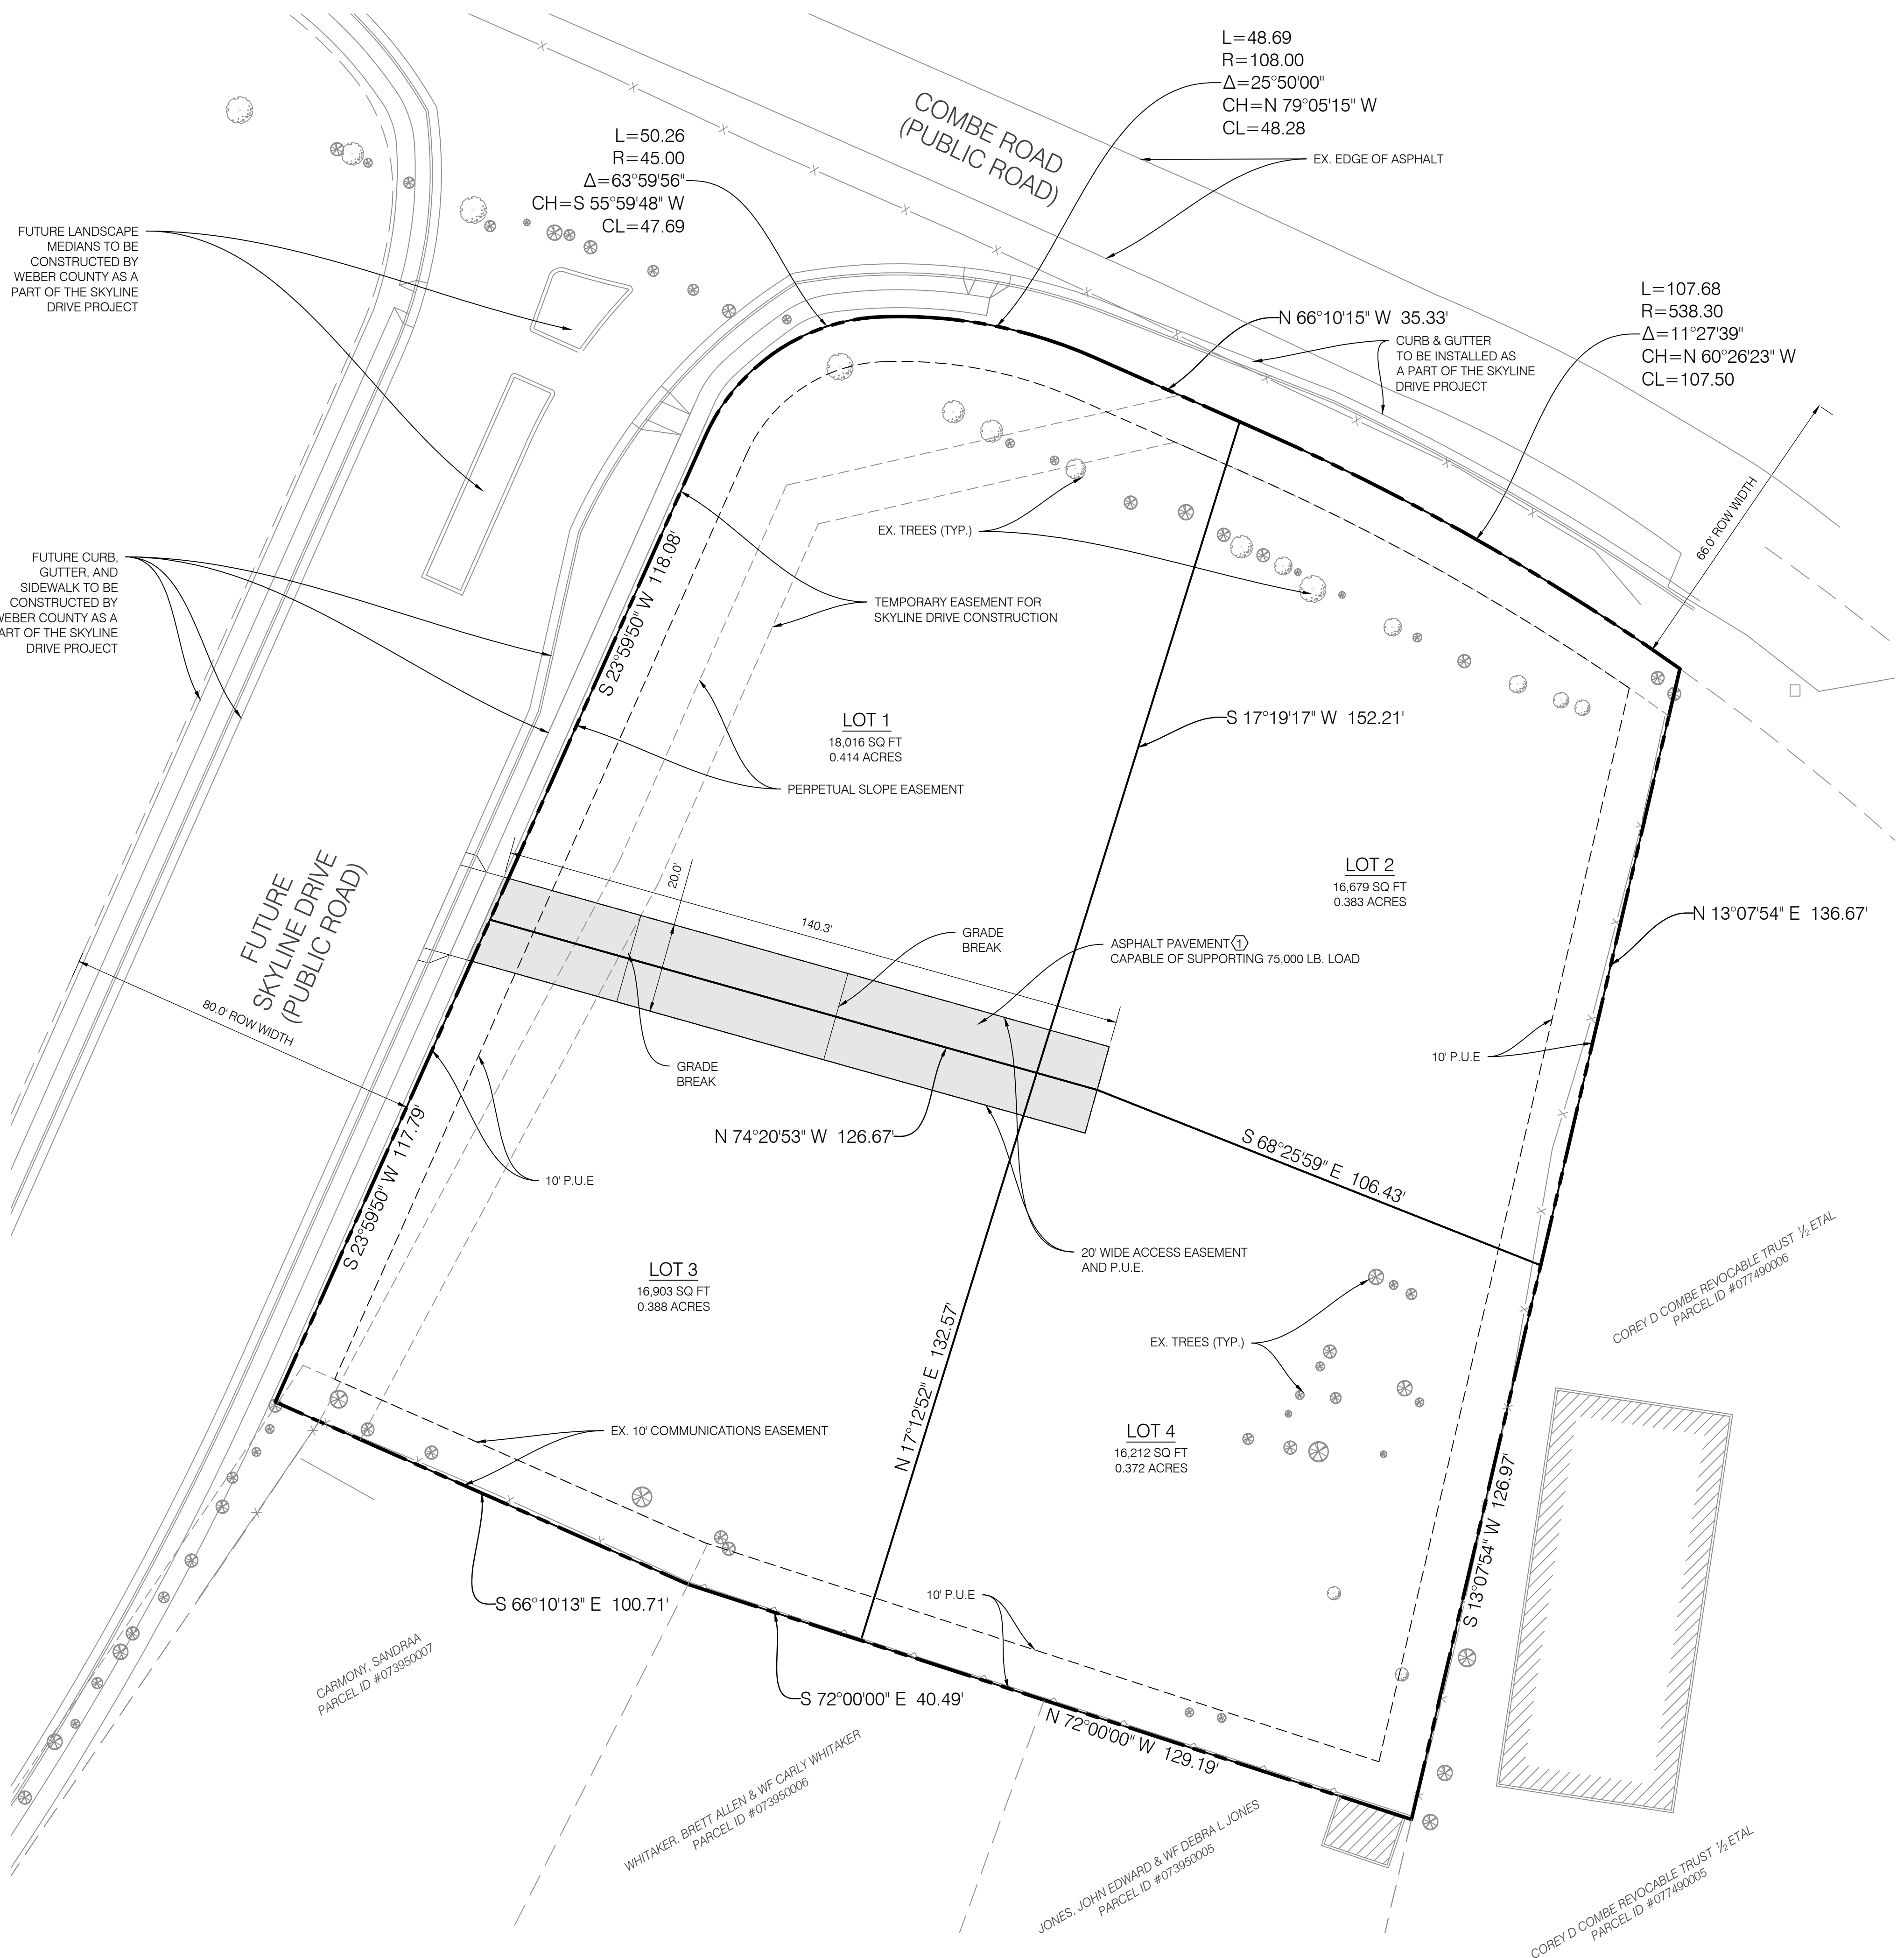 L=48.69
R=108.00
Δ=25°50'00"
CH=N 79°05'15" W
CL=48.28
COMBE ROAD
(PUBLIC ROAD)
L=50.26
R=45.00
Δ=63°59'56"
CH=S 55°59'48" W
CL=47.69
EX. EDGE OF ASPHALT
FUTURE LANDSCAPE
MEDIANS TO BE
CONSTRUCTED BY
WEBER COUNTY AS A
PART OF THE SKYLINE
DRIVE PROJECT
L=107.68
R=538.30
Δ=11°27'39"
CH=N 60°26'23" W
CL=107.50
N 66°10'15" W 35.33'
CURB & GUTTER
TO BE INSTALLED AS
A PART OF THE SKYLINE
DRIVE PROJECT
66.0' ROW WIDTH
EX. TREES (TYP.)
FUTURE CURB,
GUTTER, AND
SIDEWALK TO BE
CONSTRUCTED BY
WEBER COUNTY AS A
PART OF THE SKYLINE
DRIVE PROJECT
S 23°59'50" W 118.08'
TEMPORARY EASEMENT FOR
SKYLINE DRIVE CONSTRUCTION
LOT 1
18,016 SQ FT
0.414 ACRES
S 17°19'17" W 152.21'
PERPETUAL SLOPE EASEMENT
LOT 2
16,679 SQ FT
0.383 ACRES
N 13°07'54" E 136.67'
FUTURE
SKYLINE DRIVE
(PUBLIC ROAD)
20.0'
140.3'
GRADE
BREAK
ASPHALT PAVEMENT 1
CAPABLE OF SUPPORTING 75,000 LB. LOAD
80.0' ROW WIDTH
GRADE
BREAK
10' P.U.E
N 74°20'53" W 126.67'
S 68°25'59" E 106.43'
S 23°59'50" W 117.79'
10' P.U.E
20' WIDE ACCESS EASEMENT
AND P.U.E.
LOT 3
16,903 SQ FT
0.388 ACRES
COREY D COMBE REVOCABLE TRUST ½ ETAL
PARCEL ID #077490006
EX. TREES (TYP.)
N 17°12'52" E 132.57'
EX. 10' COMMUNICATIONS EASEMENT
LOT 4
16,212 SQ FT
0.372 ACRES
S 13°07'54" W 126.97'
S 66°10'13" E 100.71'
10' P.U.E
CARMONY, SANDRAA
PARCEL ID #073950007
S 72°00'00" E 40.49'
N 72°00'00" W 129.19'
WHITAKER, BRETT ALLEN & WF CARLY WHITAKER
PARCEL ID #073950006
JONES, JOHN EDWARD & WF DEBRA L JONES
PARCEL ID #073950005
COREY D COMBE REVOCABLE TRUST ½ ETAL
PARCEL ID #077490005